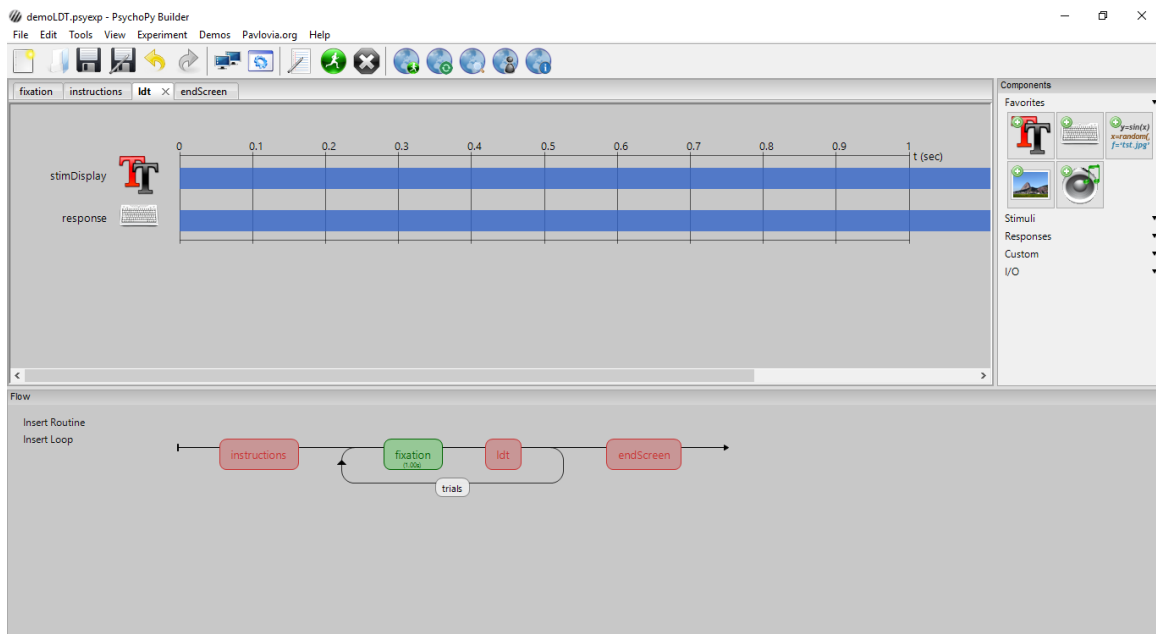 demoLDT.psyexp - PsychoPy Builder
File Edit Tools View Experiment Demos Pavlovia.org Help
fixation instructions ldt endScreen
0 0.1 0.2 0.3 0.4 0.5 0.6 0.7 0.8 0.9 1
t (sec)
stimDisplay
response
Components
Favorites
y=sin(x)
x=random(,
f='tst.jpg'
Stimuli
Responses
Custom
I/O
Flow
Insert Routine
Insert Loop
instructions fixation ldt endScreen
(1.00s)
trials